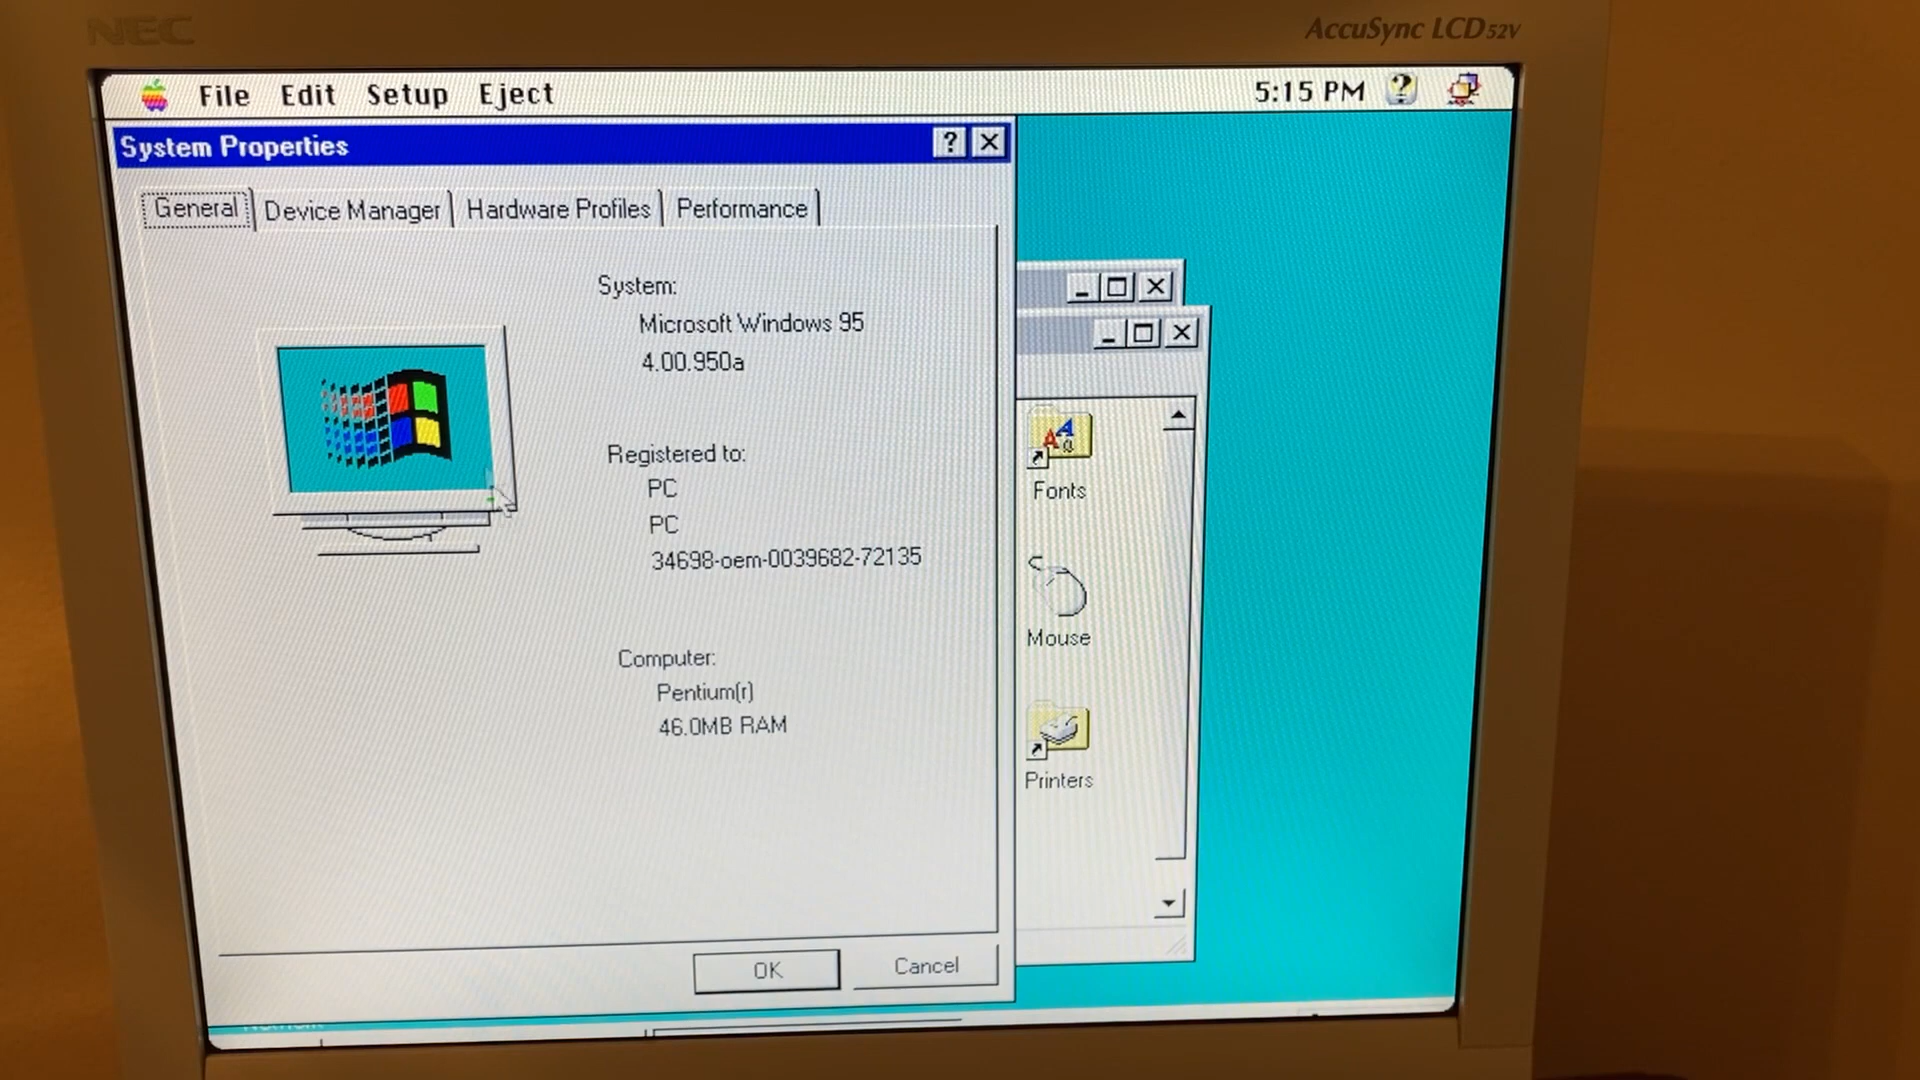 NEC
AccuSync LCD52V
File Edit Setup Eject 5:15 PM
System Properties
General Device Manager Hardware Profiles Performance
System:
Microsoft Windows 95
4.00.950a
Registered to:
PC
PC
34698-oem-0039682-72135
Computer:
Pentium(r)
46.0MB RAM
OK Cancel
Fonts
Mouse
Printers